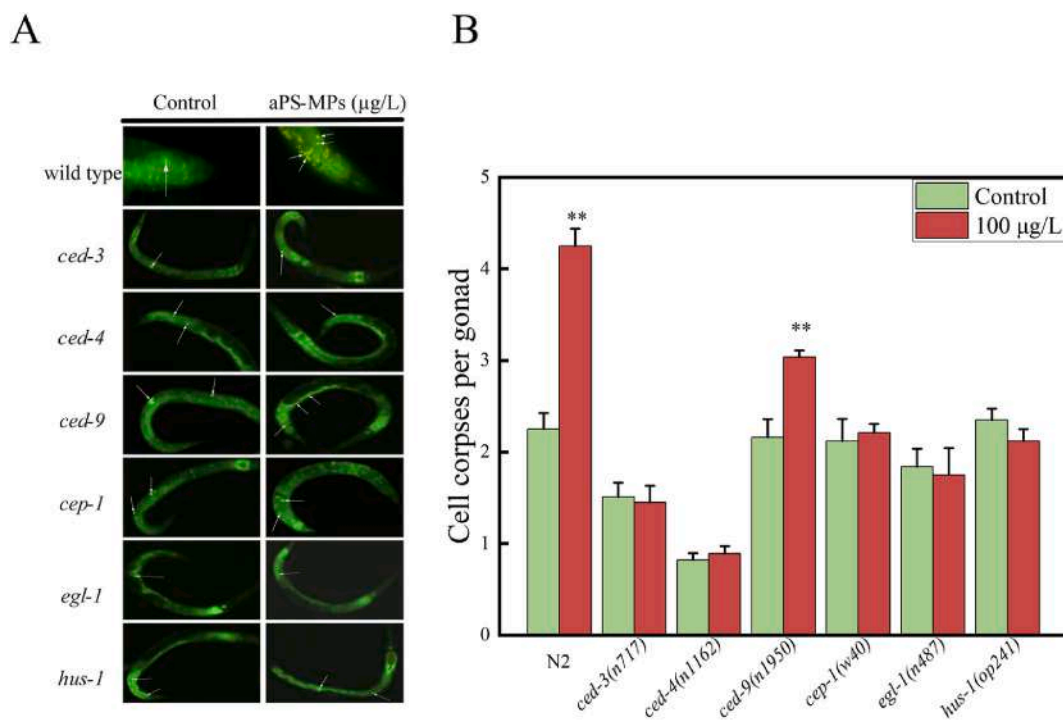 A
Control aPS-MPs (μg/L)
wild type
ced-3
ced-4
ced-9
cep-1
egl-1
hus-1
B
Cell corpses per gonad
5
4
3
2
1
0
**
**
Control
100 μg/L
N2
ced-3(n717)
ced-4(n1162)
ced-9(n1950)
cep-1(w40)
egl-1(n487)
hus-1(op241)